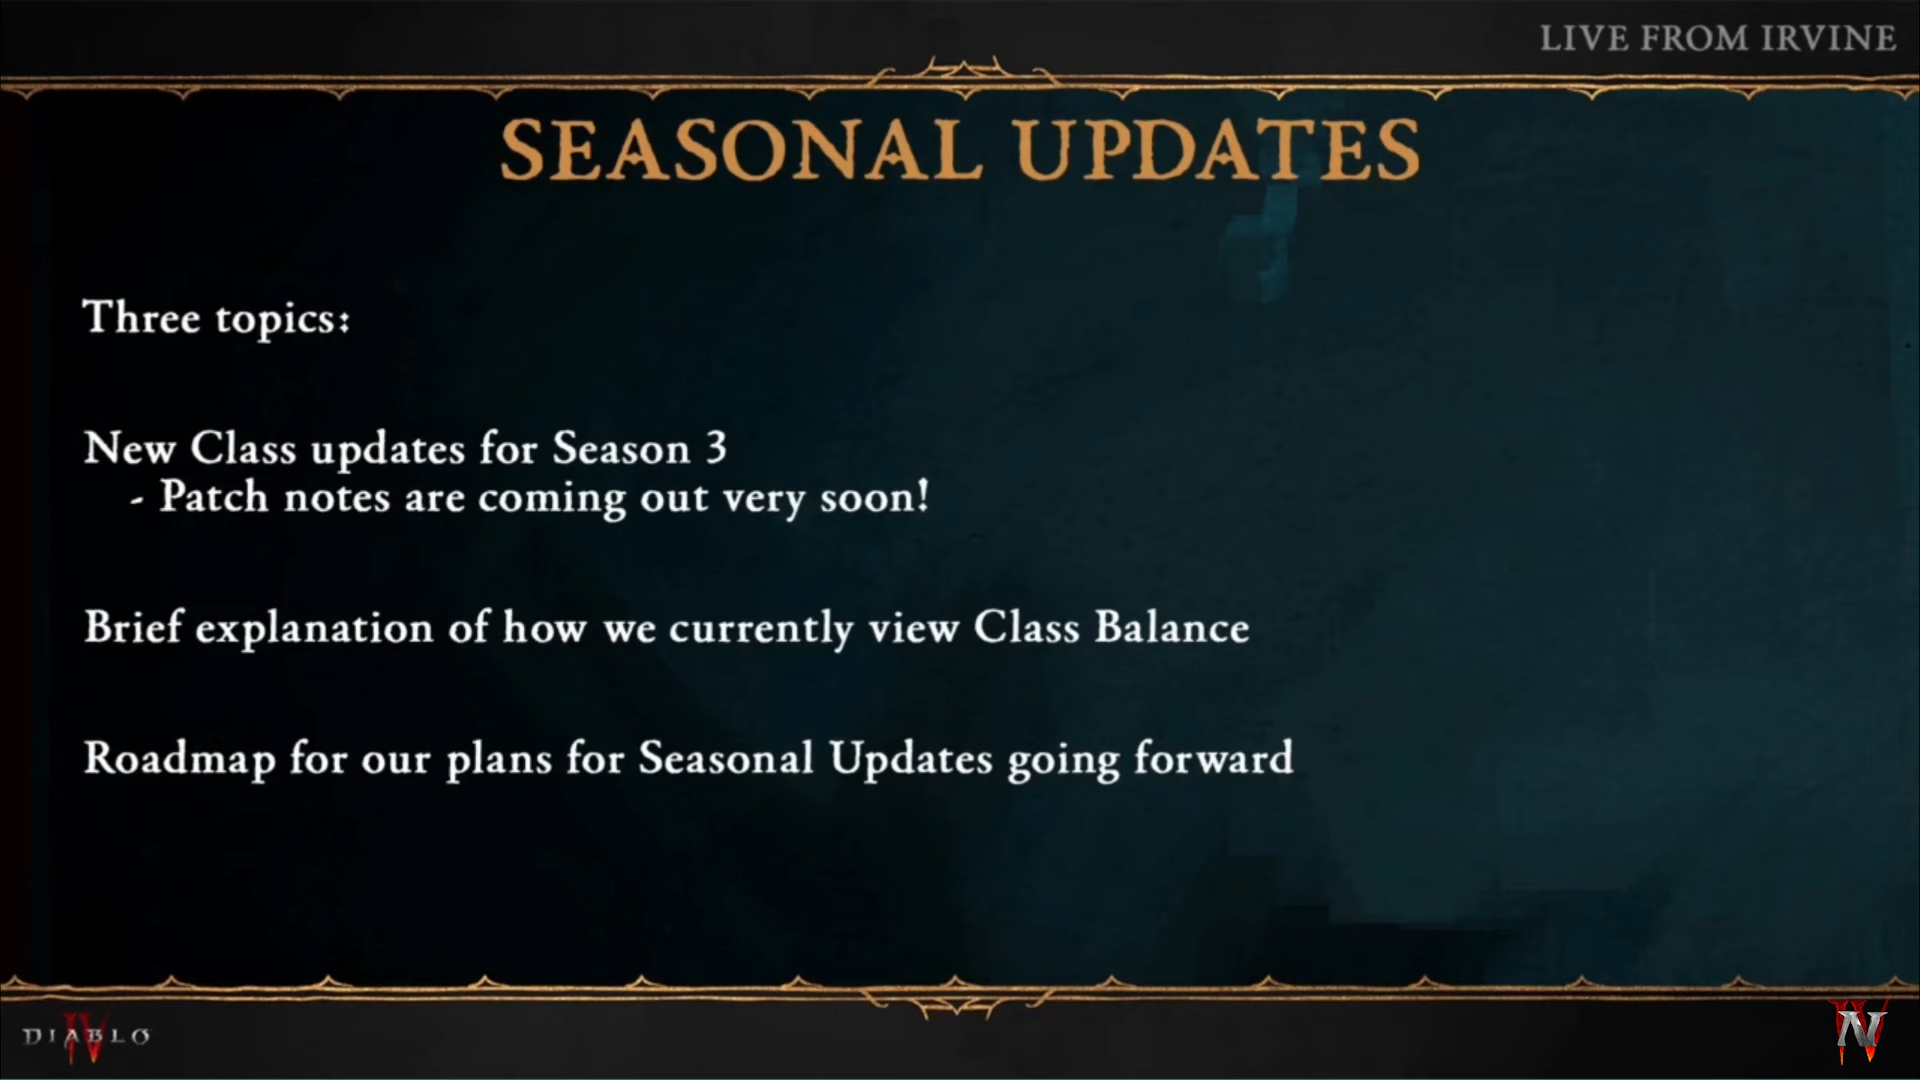 LIVE FROM IRVINE
SEASONAL UPDATES
Three topics:
New Class updates for Season 3
- Patch notes are coming out very soon!
Brief explanation of how we currently view Class Balance
Roadmap for our plans for Seasonal Updates going forward
DIABLO
IV
IV
N